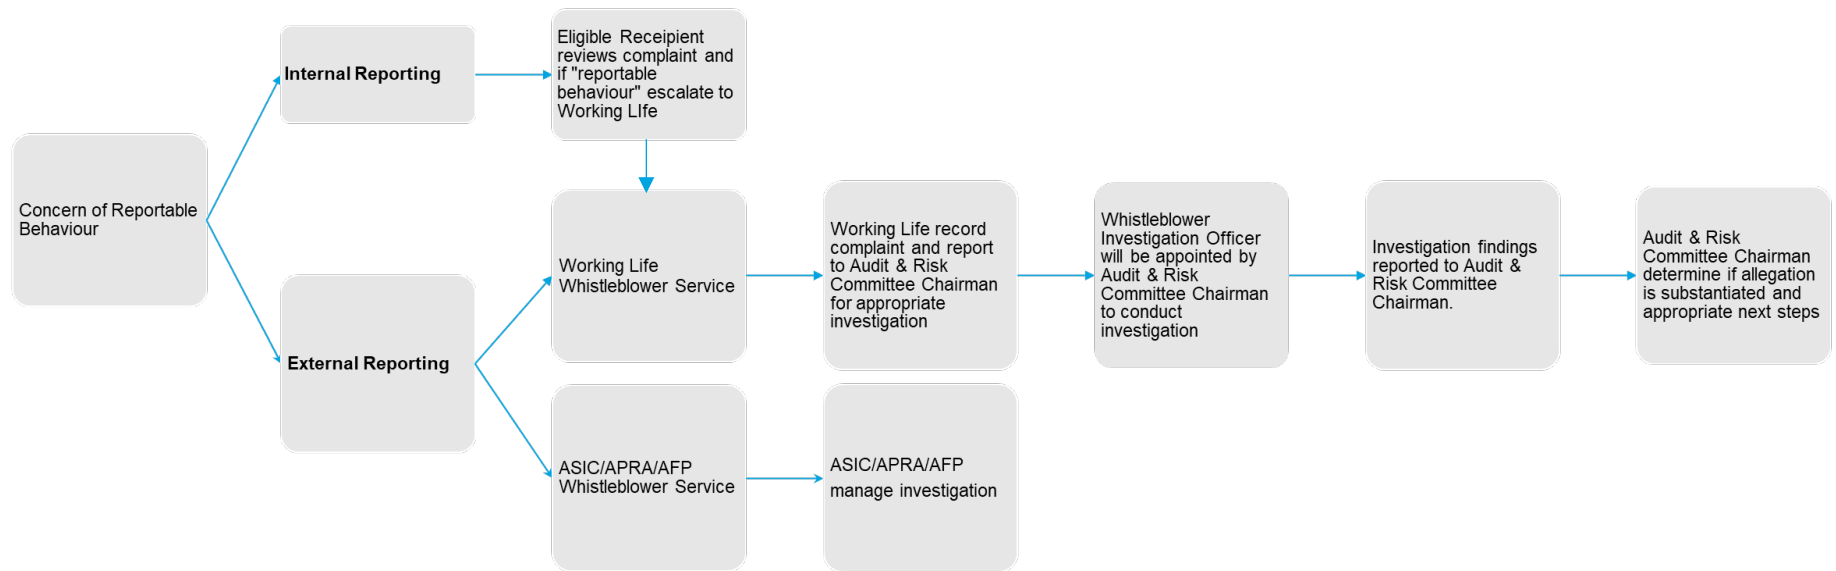 Concern of Reportable
Behaviour
Internal Reporting
External Reporting
Eligible Receipient
reviews complaint and
if "reportable
behaviour" escalate to
Working LIfe
Working Life
Whistleblower Service
ASIC/APRA/AFP
Whistleblower Service
Working Life record
complaint and report
to Audit & Risk
Committee Chairman
for appropriate
investigation
ASIC/APRA/AFP
manage investigation
Whistleblower
Investigation Officer
will be appointed by
Audit & Risk
Committee Chairman
to conduct
investigation
Investigation findings
reported to Audit &
Risk Committee
Chairman.
Audit & Risk
Committee Chairman
determine if allegation
is substantiated and
appropriate next steps